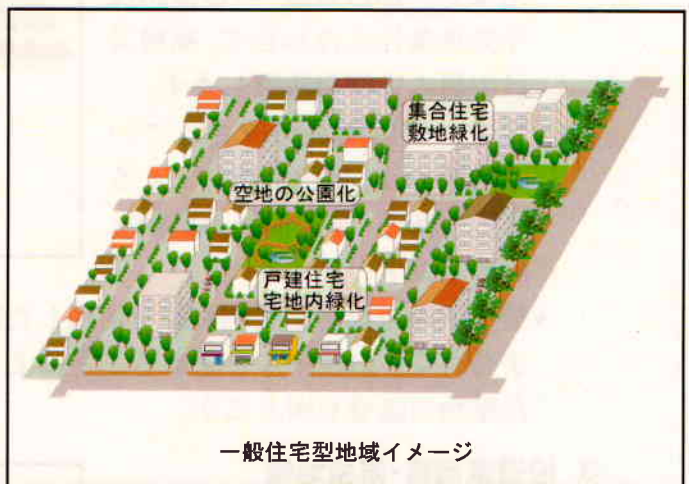 集合住宅
敷地緑化
空地の公園化
戸建住宅
宅地内緑化
一般住宅型地域イメージ